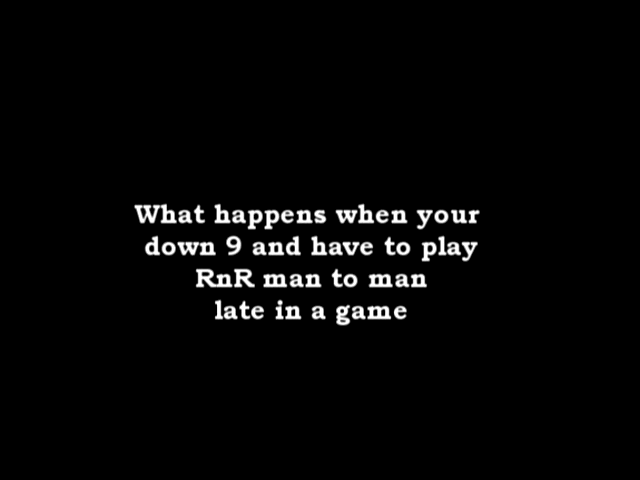 What happens when your
down 9 and have to play
RnR man to man
late in a game